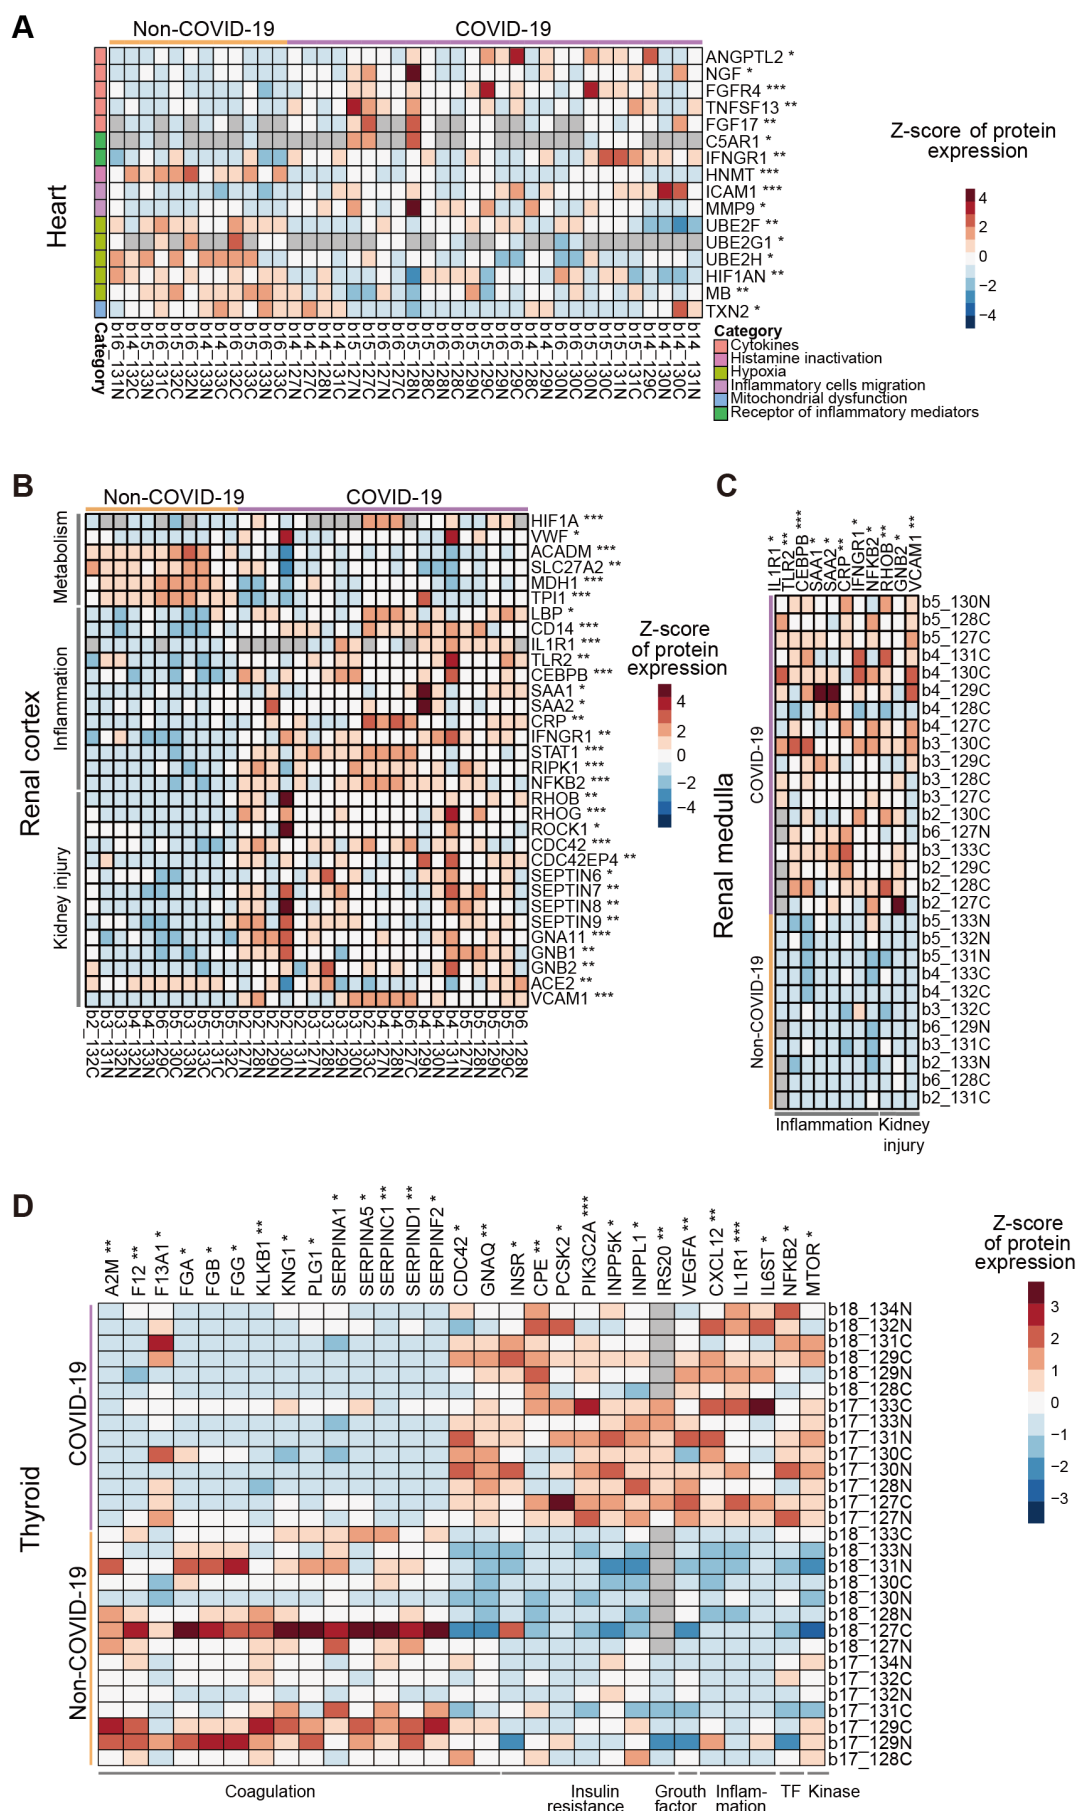 A
Non-COVID-19
COVID-19
Heart
ANGPTL2 *
NGF *
FGFR4 ***
TNFSF13 **
FGF17 **
C5AR1 *
IFNGR1 **
HNMT ***
ICAM1 ***
MMP9 *
UBE2F **
UBE2G1 *
UBE2H *
HIF1AN **
MB **
TXN2 *
Category
Z-score of protein
expression
4
2
0
−2
−4
Category
Cytokines
Histamine inactivation
Hypoxia
Inflammatory cells migration
Mitochondrial dysfunction
Receptor of inflammatory mediators
B
Non-COVID-19
COVID-19
Renal cortex
Metabolism
Inflammation
Kidney injury
HIF1A ***
VWF *
ACADM ***
SLC27A2 **
MDH1 ***
TPI1 ***
LBP *
CD14 ***
IL1R1 ***
TLR2 **
CEBPB ***
SAA1 *
SAA2 *
CRP **
IFNGR1 **
STAT1 ***
RIPK1 ***
NFKB2 ***
RHOB **
RHOG ***
ROCK1 *
CDC42 ***
CDC42EP4 **
SEPTIN6 *
SEPTIN7 **
SEPTIN8 **
SEPTIN9 **
GNA11 ***
GNB1 **
GNB2 **
ACE2 **
VCAM1 ***
Z-score
of protein
expression
4
2
0
−2
−4
C
IL1R1 *
TLR2 **
CEBPB ***
SAA1 *
SAA2 *
CRP **
IFNGR1 *
NFKB2 *
RHOB **
GNB2 *
VCAM1 **
Renal medulla
COVID-19
Non-COVID-19
b5_130N
b5_128C
b5_127C
b4_131C
b4_130C
b4_129C
b4_128C
b4_127C
b3_130C
b3_129C
b3_128C
b3_127C
b2_130C
b6_127N
b3_133C
b2_129C
b2_128C
b2_127C
b5_133N
b5_132N
b5_131N
b4_133C
b4_132C
b3_132C
b6_129N
b3_131C
b2_133N
b6_128C
b2_131C
Inflammation
Kidney
injury
D
A2M **
F12 **
F13A1 *
FGA *
FGB *
FGG *
KLKB1 **
KNG1 *
PLG1 *
SERPINA1 *
SERPINA5 *
SERPINC1 **
SERPIND1 **
SERPINF2 *
CDC42 *
GNAQ **
INSR *
CPE **
PCSK2 *
PIK3C2A ***
INPP5K *
INPPL1 *
IRS20 **
VEGFA **
CXCL12 **
IL1R1 ***
IL6ST *
NFKB2 *
MTOR *
Thyroid
COVID-19
Non-COVID-19
b18_134N
b18_132N
b18_131C
b18_129C
b18_129N
b18_128C
b17_133C
b17_133N
b17_131N
b17_130C
b17_130N
b17_128N
b17_127C
b17_127N
b18_133C
b18_133N
b18_131N
b18_130C
b18_130N
b18_128N
b18_127C
b18_127N
b17_134N
b17_132C
b17_132N
b17_131C
b17_129C
b17_129N
b17_128C
Coagulation
Insulin
resistance
Grouth
factor
Inflam-
mation
TF
Kinase
Z-score
of protein
expression
3
2
1
0
−1
−2
−3